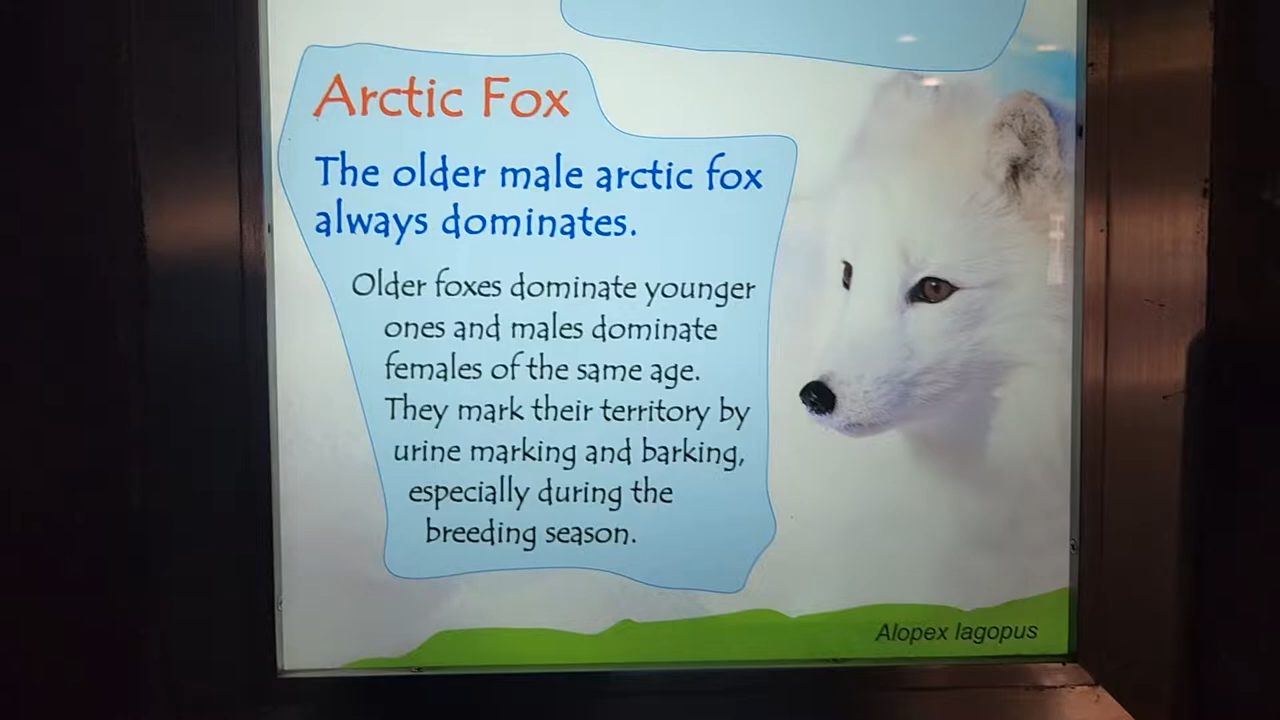 Arctic Fox
The older male arctic fox
always dominates.
Older foxes dominate younger
ones and males dominate
females of the same age.
They mark their territory by
urine marking and barking,
especially during the
breeding season.
Alopex lagopus